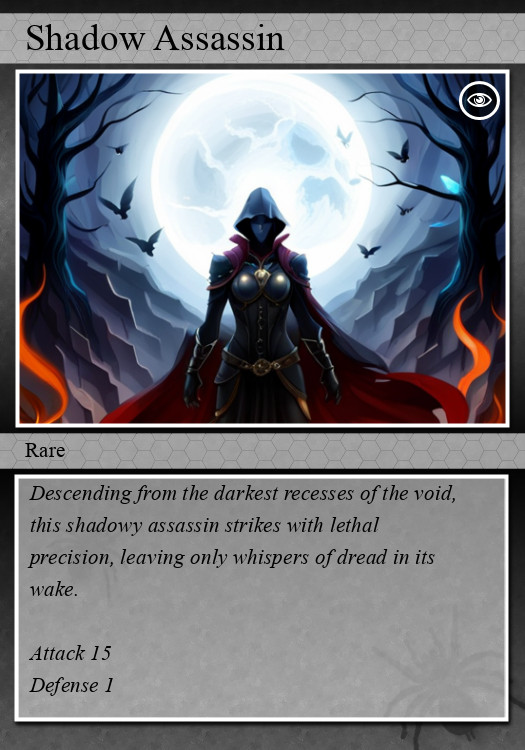 Shadow Assassin
Rare
Descending from the darkest recesses of the void,
this shadowy assassin strikes with lethal
precision, leaving only whispers of dread in its
wake.
Attack 15
Defense 1